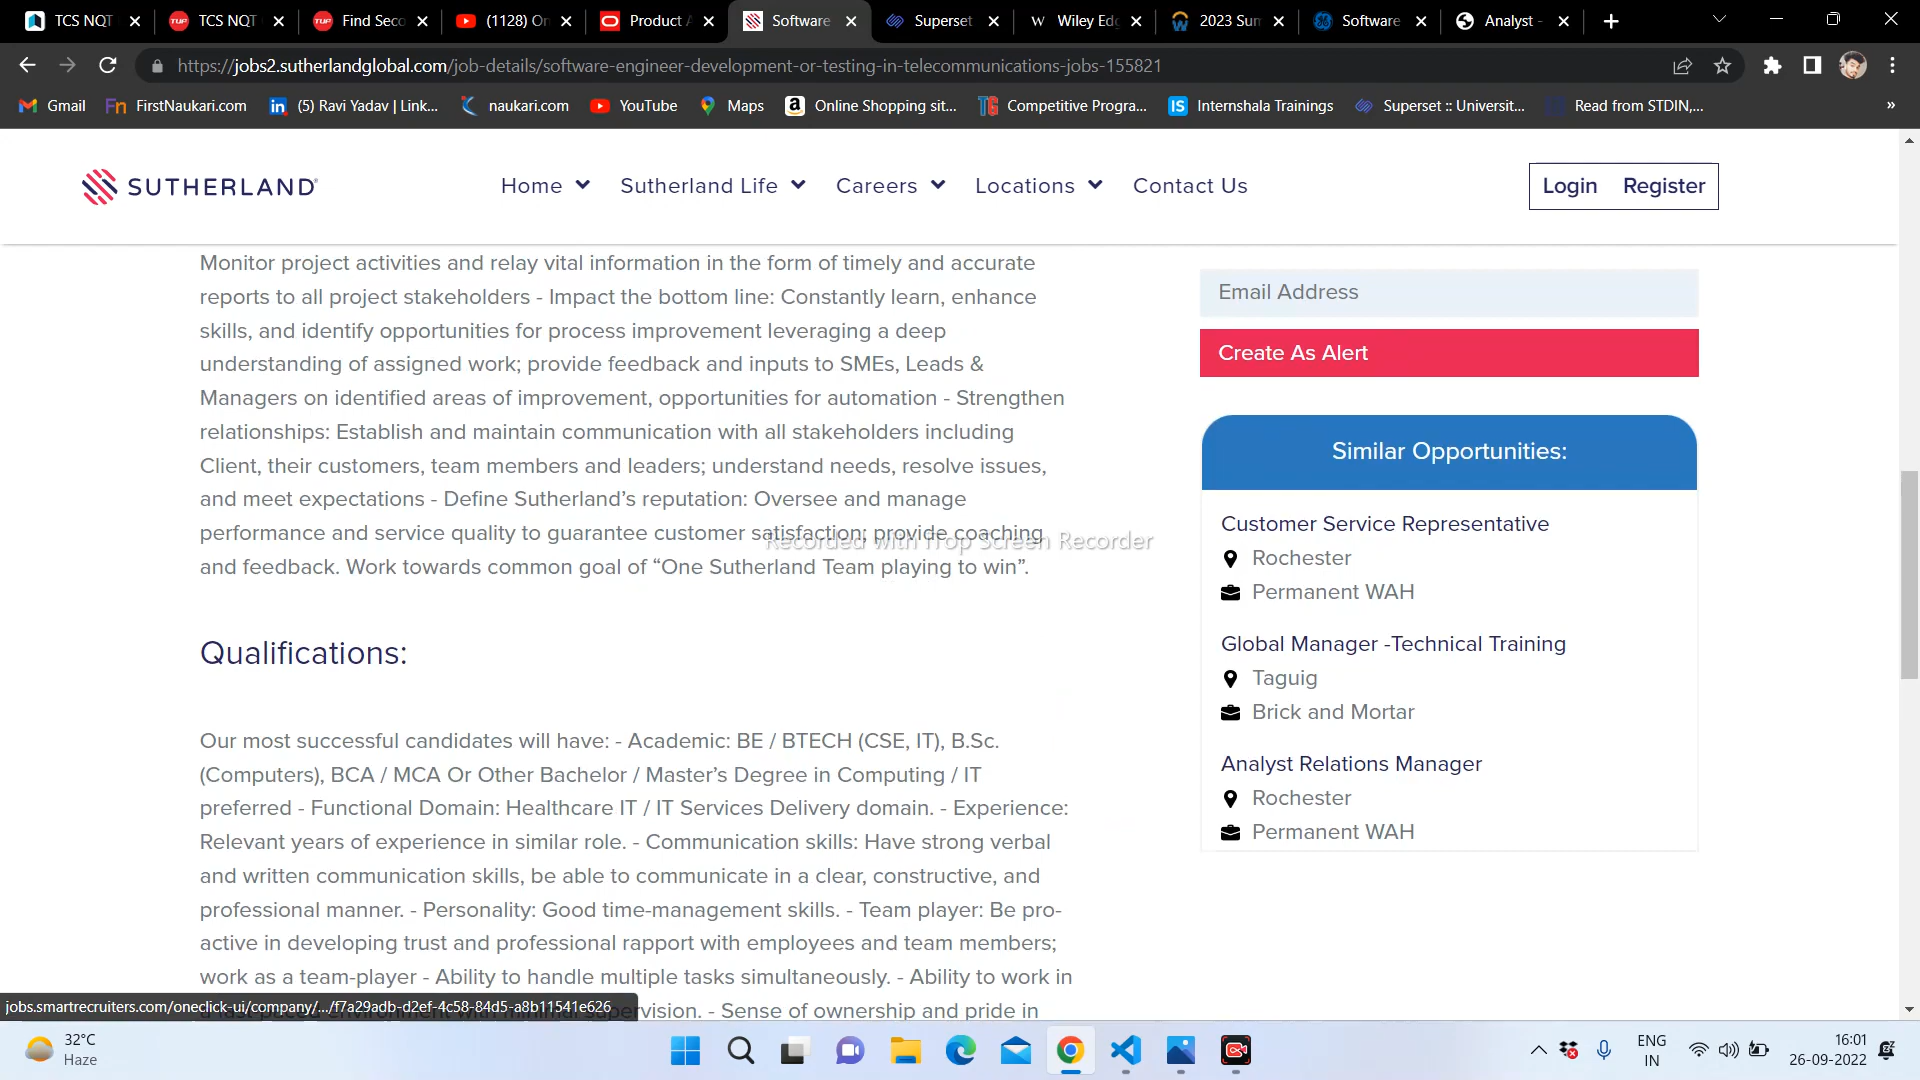 TCS NQT
TCS NQT
Find Seco
(1128) On
Product A
Software
Superset
Wiley Edg
2023 Sum
Software
Analyst -
https://jobs2.sutherlandglobal.com/job-details/software-engineer-development-or-testing-in-telecommunications-jobs-155821
Gmail
FirstNaukari.com
(5) Ravi Yadav | Link...
naukari.com
YouTube
Maps
Online Shopping sit...
Competitive Progra...
Internshala Trainings
Superset :: Universit...
Read from STDIN,...
»
SUTHERLAND
Home
Sutherland Life
Careers
Locations
Contact Us
Login
Register
Monitor project activities and relay vital information in the form of timely and accurate
reports to all project stakeholders - Impact the bottom line: Constantly learn, enhance
skills, and identify opportunities for process improvement leveraging a deep
understanding of assigned work; provide feedback and inputs to SMEs, Leads &
Managers on identified areas of improvement, opportunities for automation - Strengthen
relationships: Establish and maintain communication with all stakeholders including
Client, their customers, team members and leaders; understand needs, resolve issues,
and meet expectations - Define Sutherland's reputation: Oversee and manage
performance and service quality to guarantee customer satisfaction; provide coaching
and feedback. Work towards common goal of “One Sutherland Team playing to win”.
Recorded with iTop Screen Recorder
Qualifications:
Our most successful candidates will have: - Academic: BE / BTECH (CSE, IT), B.Sc.
(Computers), BCA / MCA Or Other Bachelor / Master's Degree in Computing / IT
preferred - Functional Domain: Healthcare IT / IT Services Delivery domain. - Experience:
Relevant years of experience in similar role. - Communication skills: Have strong verbal
and written communication skills, be able to communicate in a clear, constructive, and
professional manner. - Personality: Good time-management skills. - Team player: Be pro-
active in developing trust and professional rapport with employees and team members;
work as a team-player - Ability to handle multiple tasks simultaneously. - Ability to work in
a fast-paced environment with minimal supervision. - Sense of ownership and pride in
Email Address
Create As Alert
Similar Opportunities:
Customer Service Representative
Rochester
Permanent WAH
Global Manager -Technical Training
Taguig
Brick and Mortar
Analyst Relations Manager
Rochester
Permanent WAH
jobs.smartrecruiters.com/oneclick-ui/company/.../f7a29adb-d2ef-4c58-84d5-a8b11541e626
32°C
Haze
ENG
IN
16:01
26-09-2022